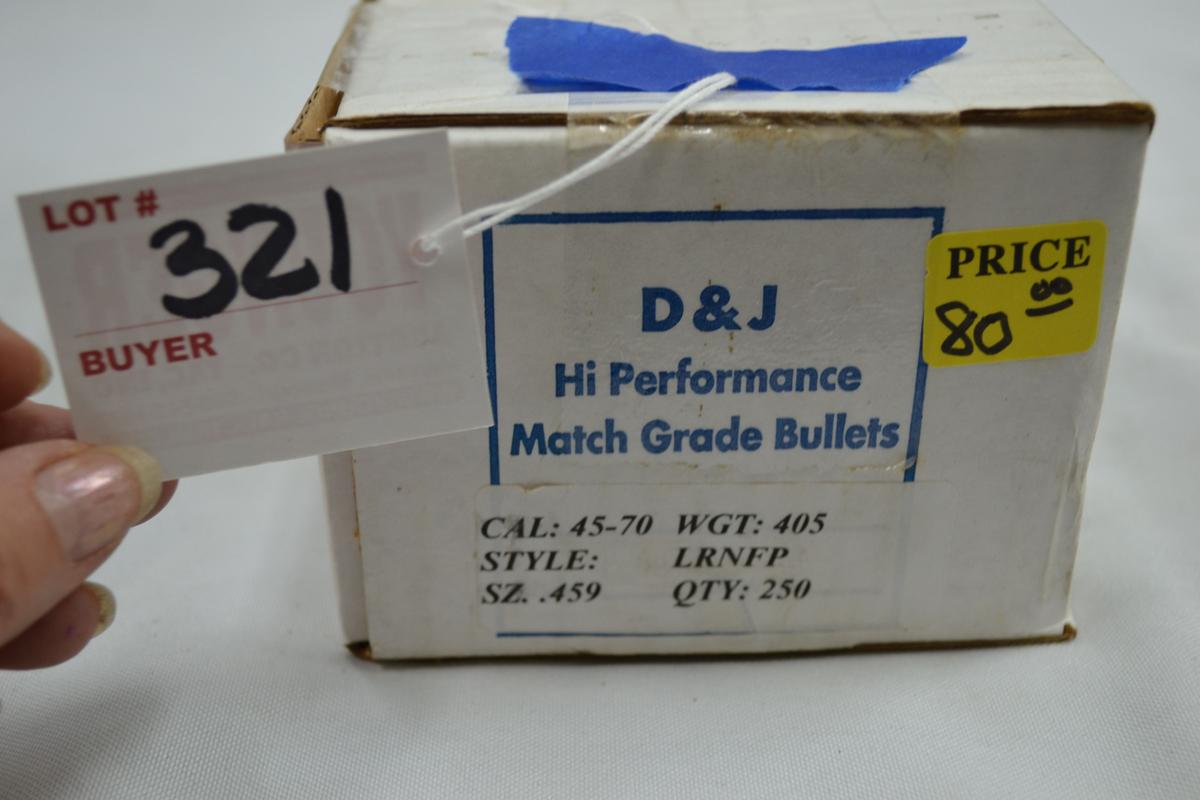 LOT #
321
BUYER
D & J
Hi Performance
Match Grade Bullets
CAL: 45-70 WGT: 405
STYLE: LRNFP
SZ. .459 QTY: 250
PRICE
80 00